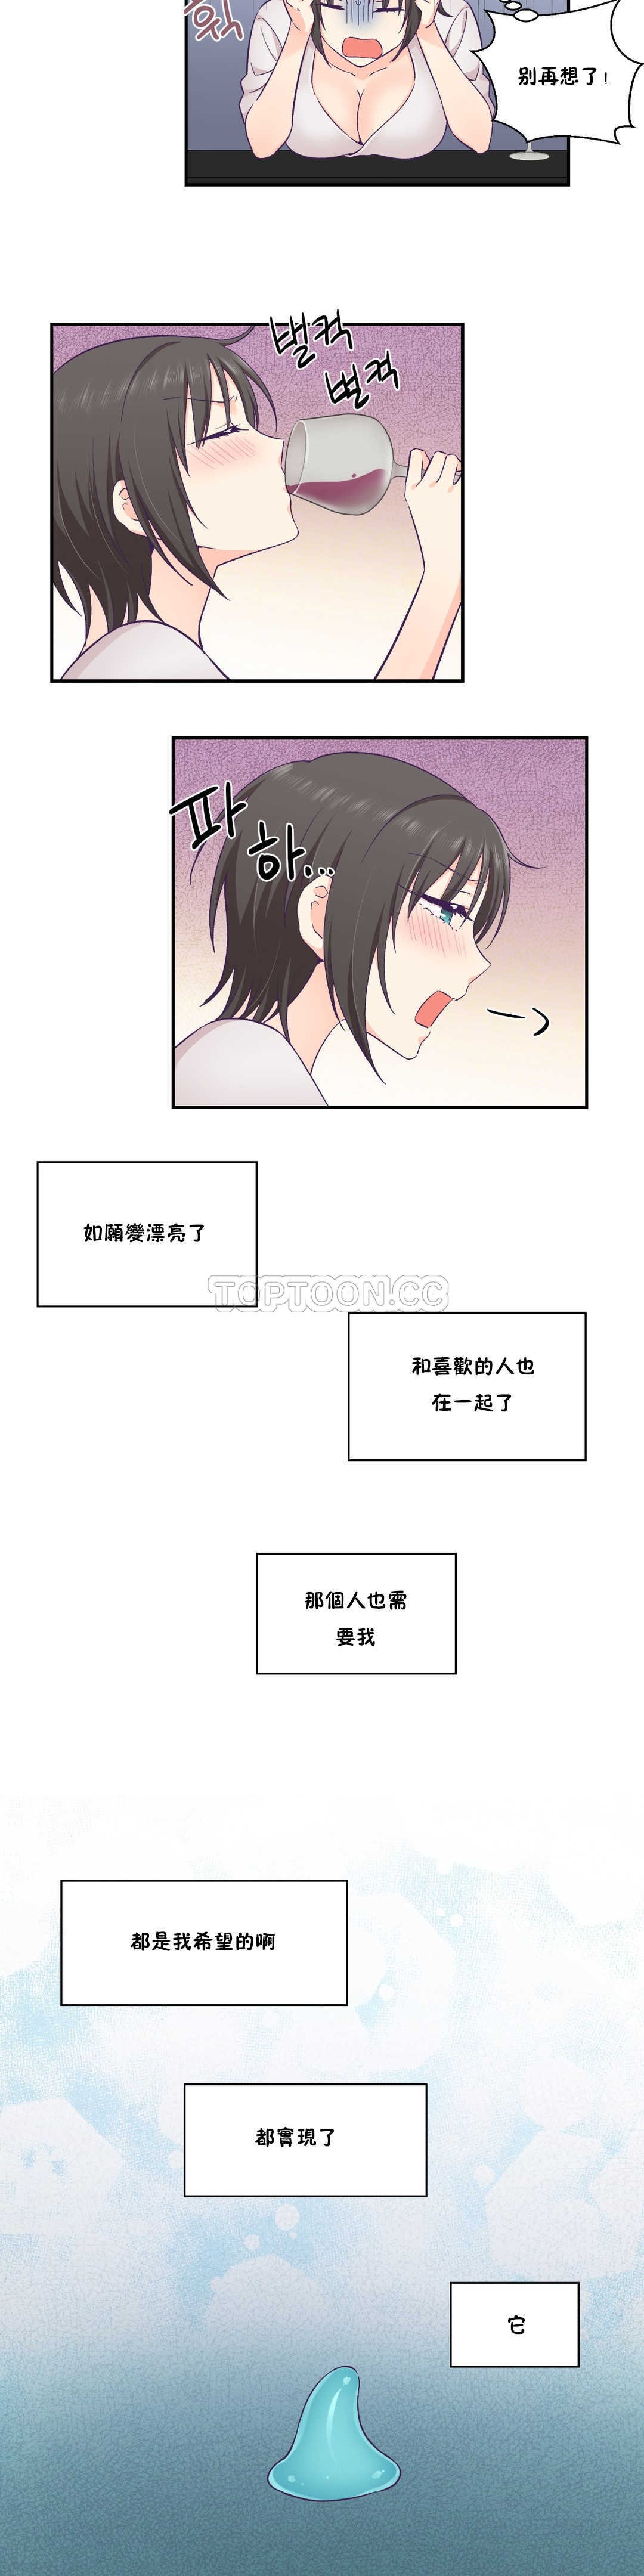 别再想了!
벌컥
벌컥
파
하...
如願變漂亮了
TOPTOON.CC
和喜歡的人也
在一起了
那個人也需
要我
都是我希望的啊
都實現了
它